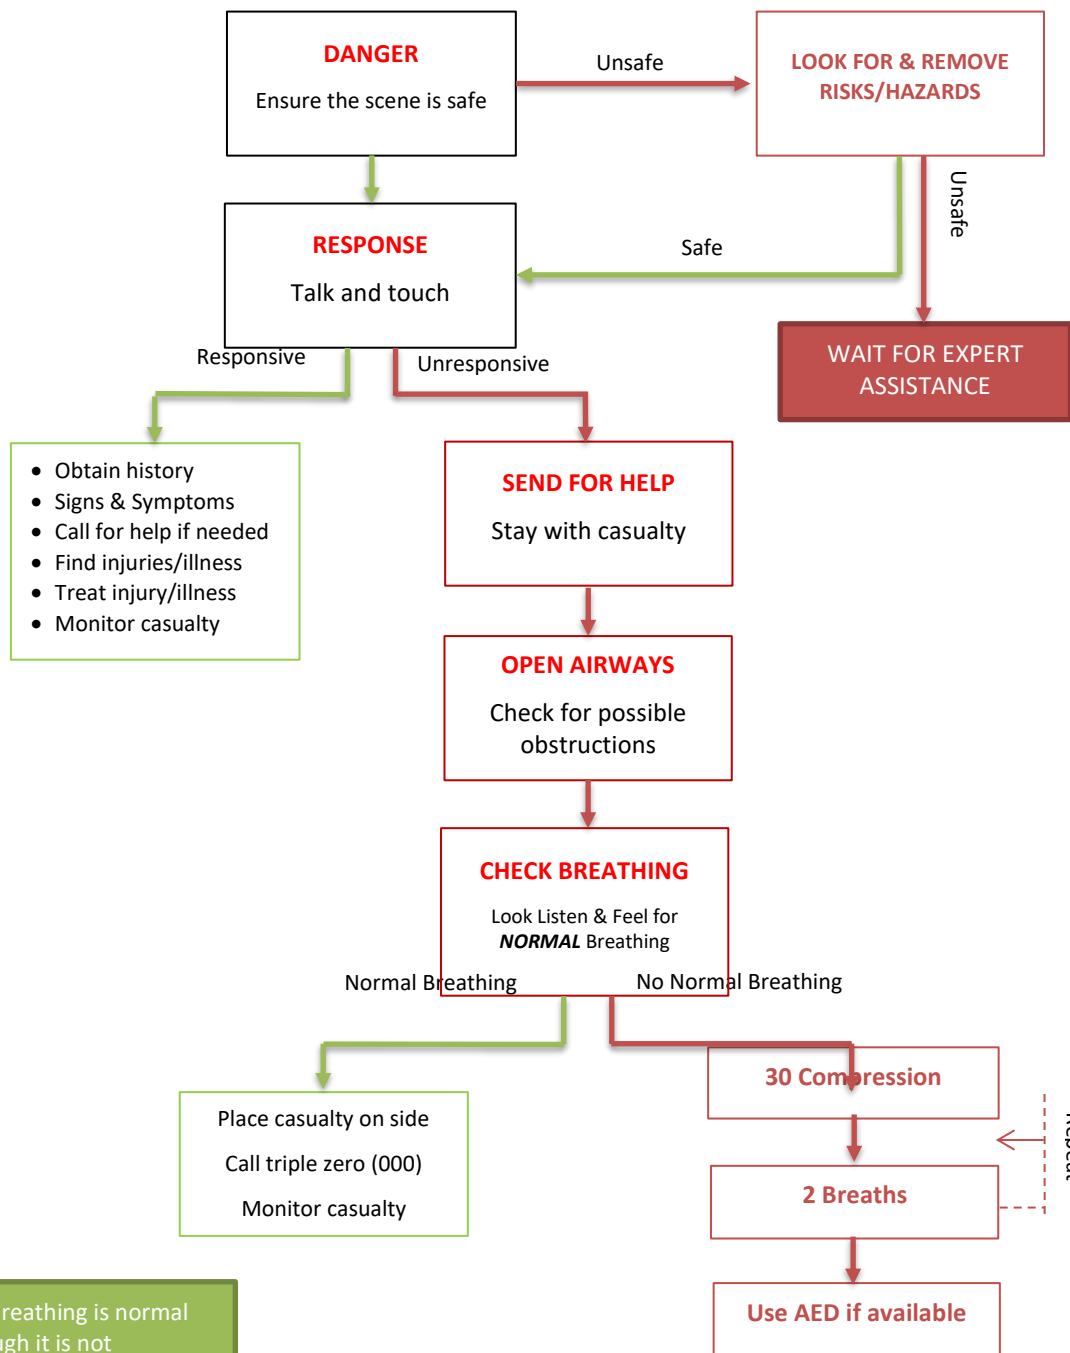 DANGER
Ensure the scene is safe
Unsafe
LOOK FOR & REMOVE
RISKS/HAZARDS
Unsafe
RESPONSE
Talk and touch
Safe
WAIT FOR EXPERT
ASSISTANCE
Responsive
Unresponsive
• Obtain history
• Signs & Symptoms
• Call for help if needed
• Find injuries/illness
• Treat injury/illness
• Monitor casualty
SEND FOR HELP
Stay with casualty
OPEN AIRWAYS
Check for possible
obstructions
CHECK BREATHING
Look Listen & Feel for
NORMAL Breathing
Normal Breathing
No Normal Breathing
Place casualty on side
Call triple zero (000)
Monitor casualty
30 Compression
Repeat
2 Breaths
Use AED if available
reathing is normal
ugh it is not